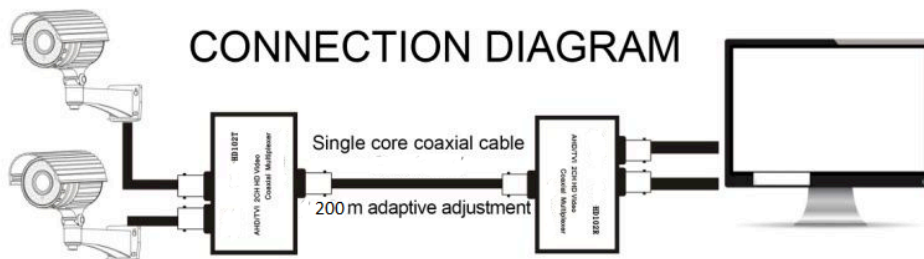 CONNECTION DIAGRAM
HD102T
AHD/TVI 2CH HD Video
Coaxial Multiplexer
Single core coaxial cable
200m adaptive adjustment
AHD/TVI 2CH HD Video
Coaxial Multiplexer
HD102R